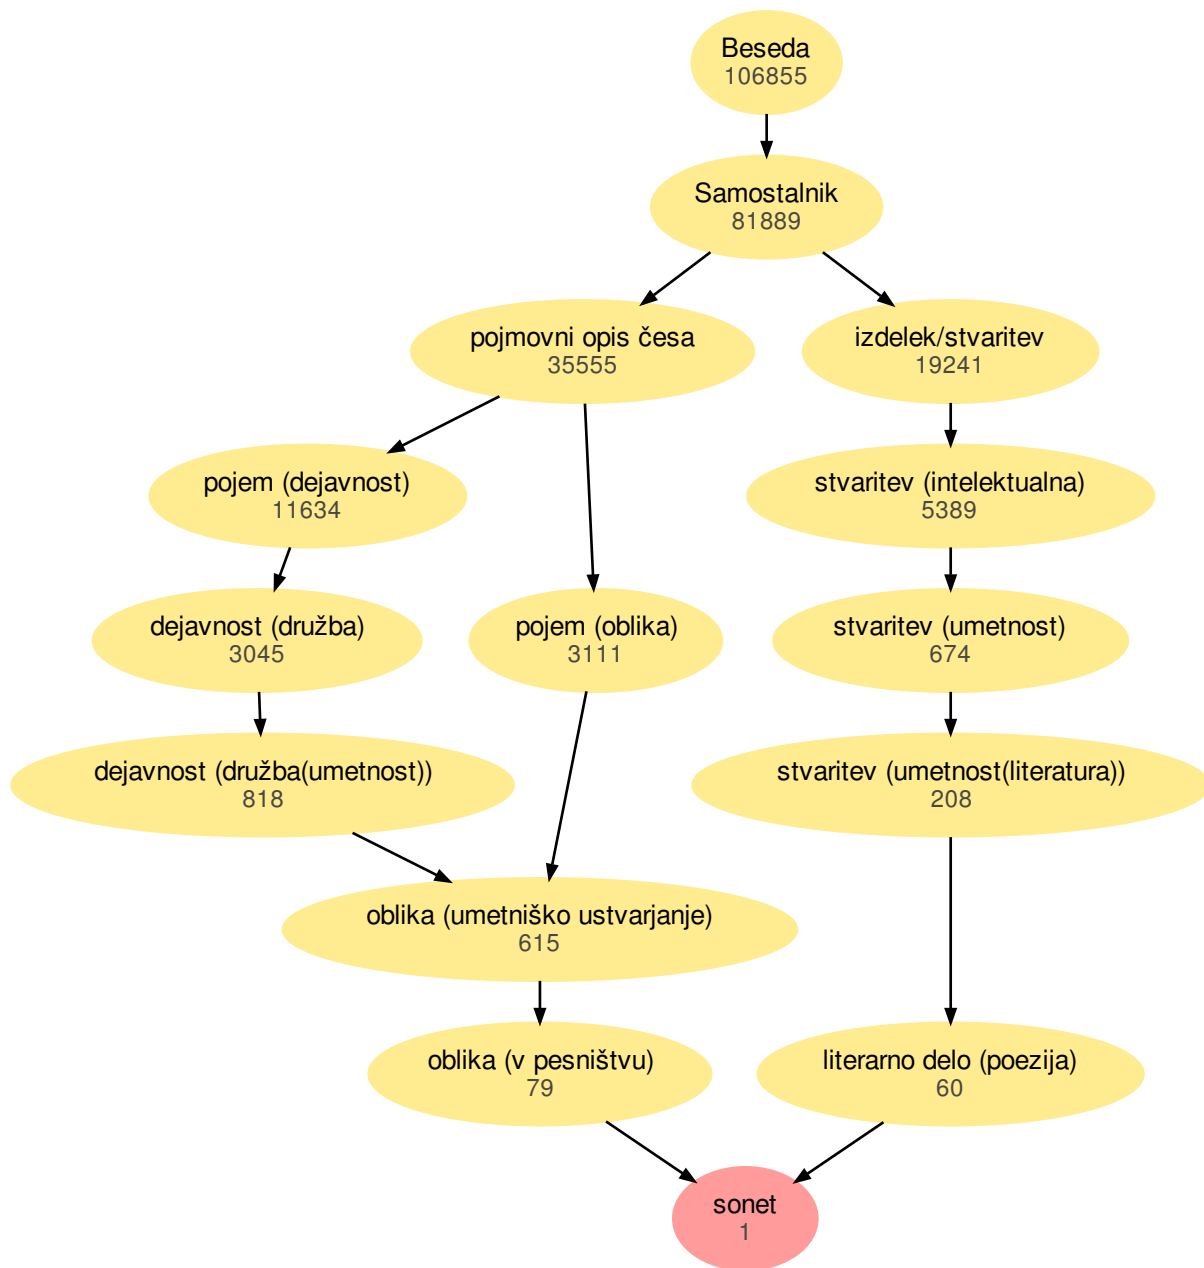 Beseda
106855
Samostalnik
81889
pojmovni opis česa
35555
izdelek/stvaritev
19241
pojem (dejavnost)
11634
stvaritev (intelektualna)
5389
dejavnost (družba)
3045
pojem (oblika)
3111
stvaritev (umetnost)
674
dejavnost (družba(umetnost))
818
stvaritev (umetnost(literatura))
208
oblika (umetniško ustvarjanje)
615
oblika (v pesništvu)
79
literarno delo (poezija)
60
sonet
1